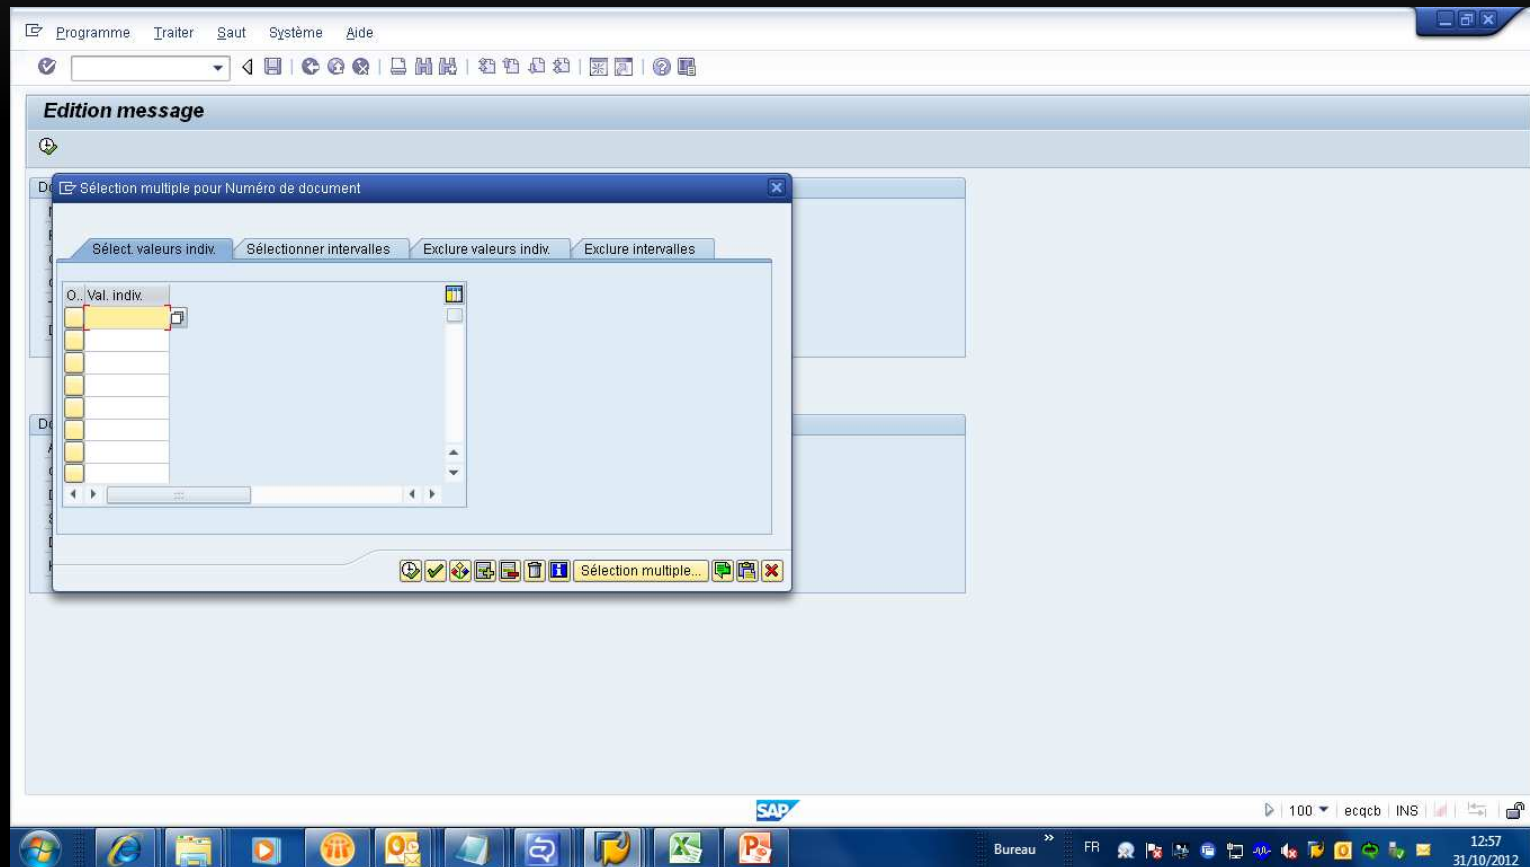 Programme Traiter Saut Système Aide
Edition message
Sélection multiple pour Numéro de document
Sélect. valeurs indiv. Sélectionner intervalles Exclure valeurs indiv. Exclure intervalles
O.. Val. indiv.
Sélection multiple...
SAP
100 ecqcb INS
Bureau » FR 12:57
31/10/2012